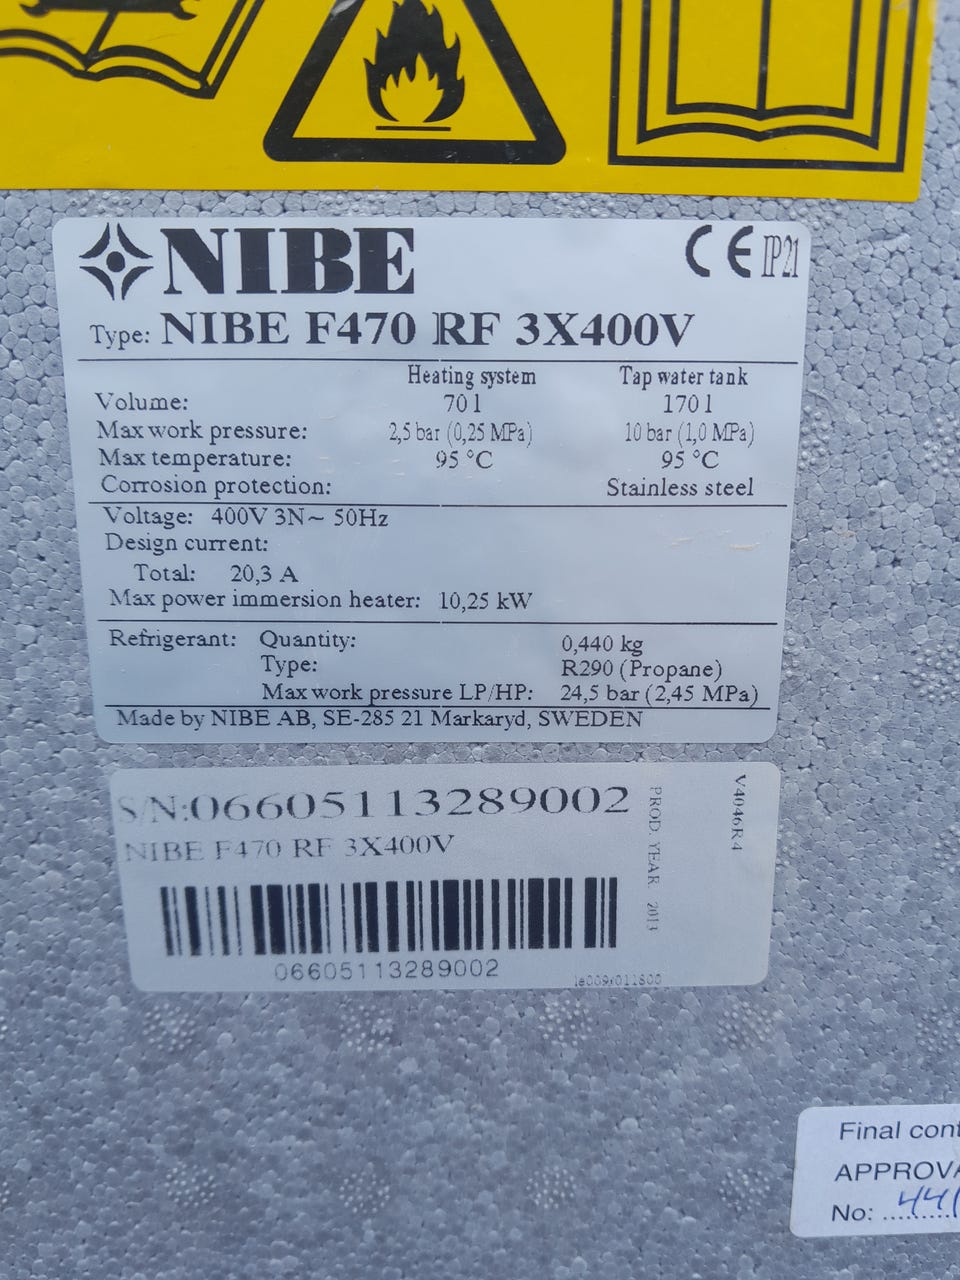 NIBE CE IP21
Type: NIBE F470 RF 3X400V
Heating system Tap water tank
Volume: 70 l 170 l
Max work pressure: 2,5 bar (0,25 MPa) 10 bar (1,0 MPa)
Max temperature: 95 °C 95 °C
Corrosion protection: Stainless steel
Voltage: 400V 3N~ 50Hz
Design current:
Total: 20,3 A
Max power immersion heater: 10,25 kW
Refrigerant: Quantity: 0,440 kg
Type: R290 (Propane)
Max work pressure LP/HP: 24,5 bar (2,45 MPa)
Made by NIBE AB, SE-285 21 Markaryd, SWEDEN
S/N:06605113289002
NIBE F470 RF 3X400V
06605113289002
PROD. YEAR 2013
V4046R4
Final cont
APPROVA
No: 441